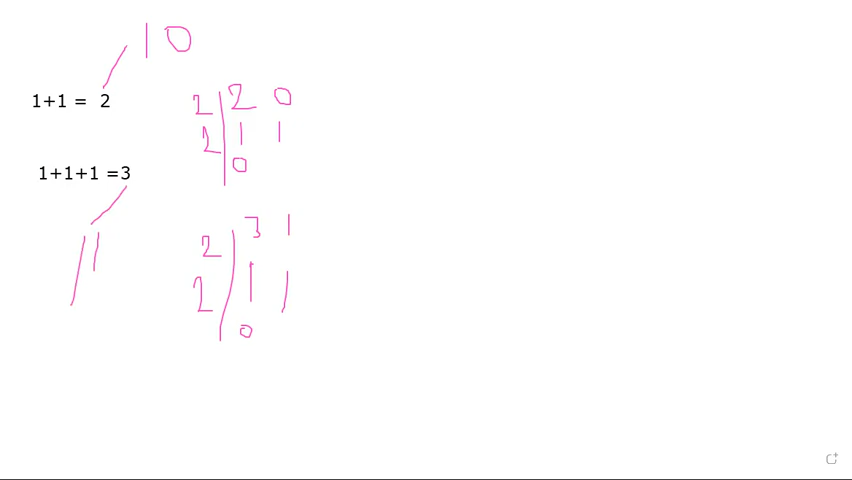 10
1+1 = 2
2 2 0
2 1 1
0
1+1+1 =3
11
2 3 1
2 1 1
0